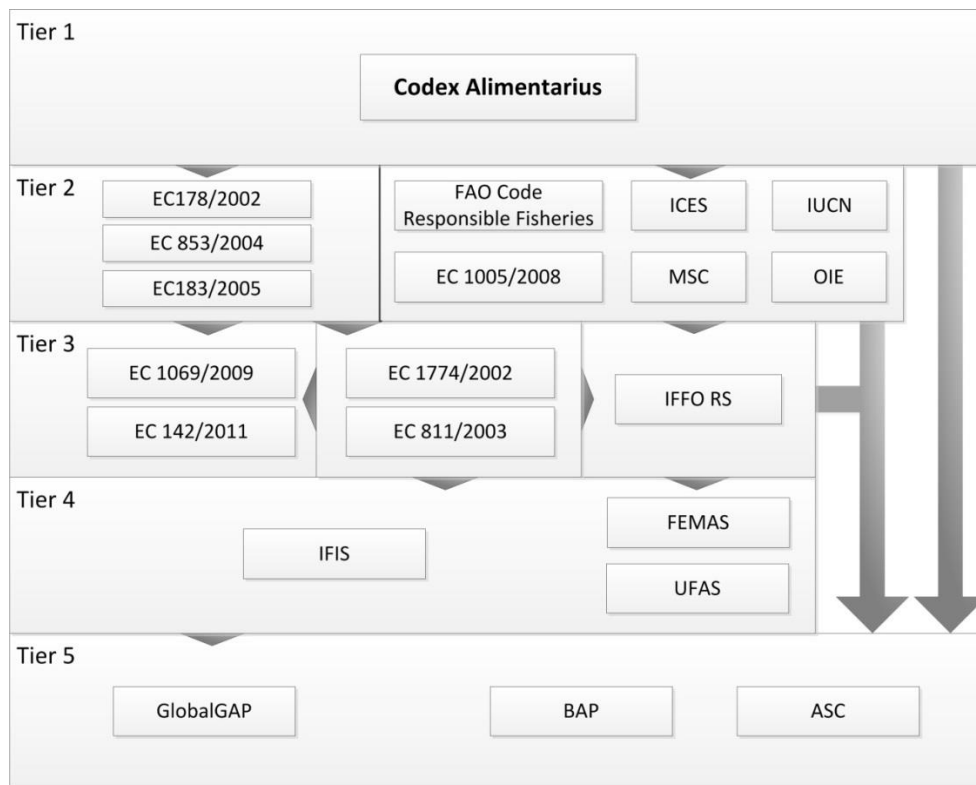 Tier 1
Codex Alimentarius
Tier 2
EC178/2002
EC 853/2004
EC183/2005
FAO Code
Responsible Fisheries
ICES
IUCN
EC 1005/2008
MSC
OIE
Tier 3
EC 1069/2009
EC 142/2011
EC 1774/2002
EC 811/2003
IFFO RS
Tier 4
IFIS
FEMAS
UFAS
Tier 5
GlobalGAP
BAP
ASC